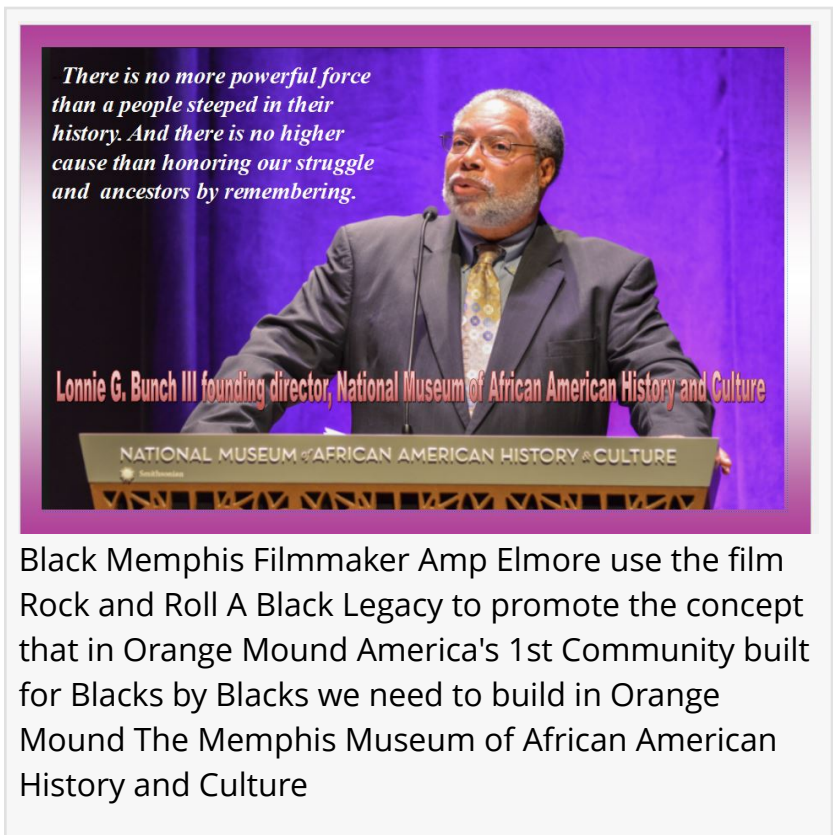 There is no more powerful force
than a people steeped in their
history. And there is no higher
cause than honoring our struggle
and ancestors by remembering.
Lonnie G. Bunch III founding director, National Museum of African American History and Culture
NATIONAL MUSEUM of AFRICAN AMERICAN HISTORY & CULTURE
Smithsonian
Black Memphis Filmmaker Amp Elmore use the film
Rock and Roll A Black Legacy to promote the concept
that in Orange Mound America's 1st Community built
for Blacks by Blacks we need to build in Orange
Mound The Memphis Museum of African American
History and Culture